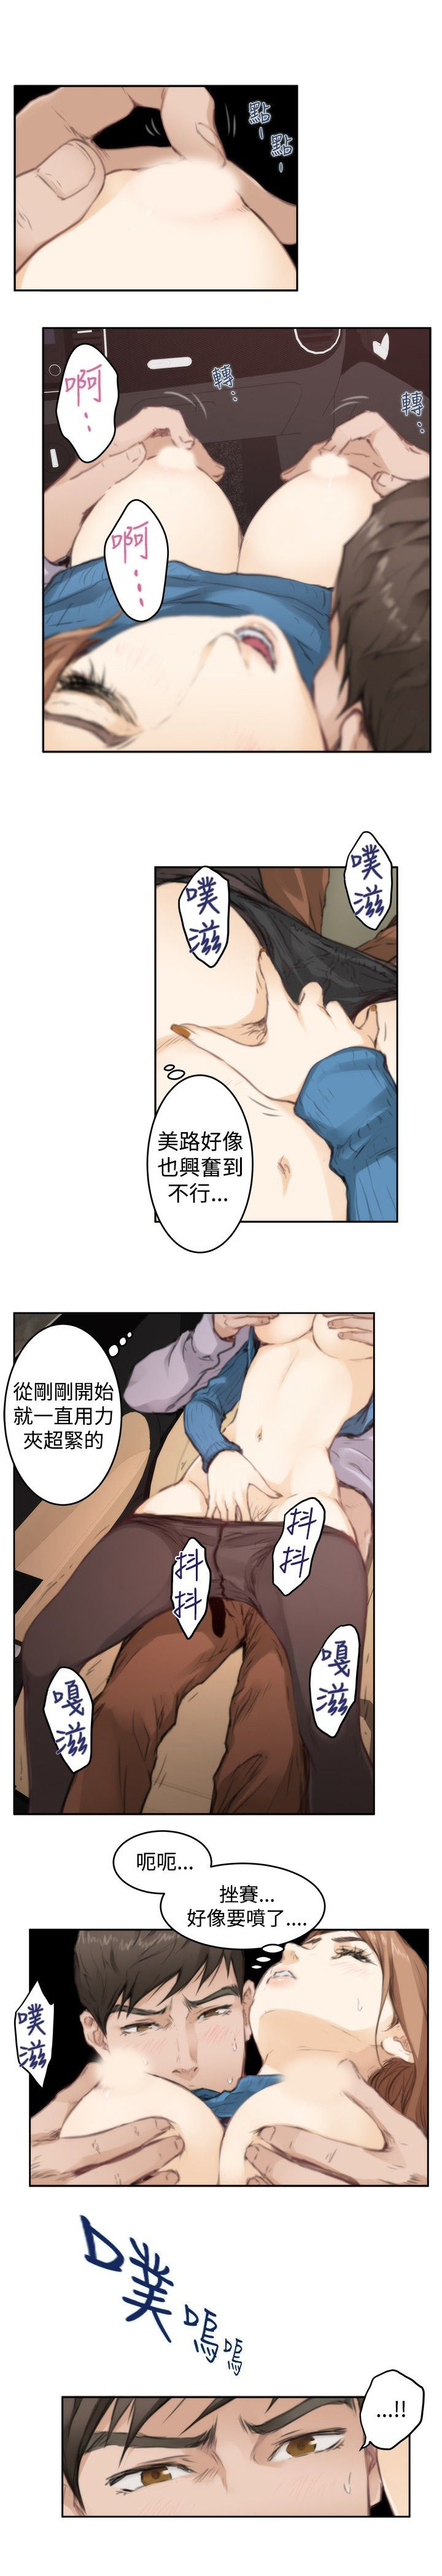 點,
點,
啊...
轉...
轉...
啊....
噗滋
噗滋
美路好像
也興奮到
不行...
從剛剛開始
就一直用力
夾超緊的
抖抖
抖抖
嘎滋
嘎滋
呃呃...
挫賽...
好像要噴了....
噗滋
噗嗚嗚
...!!